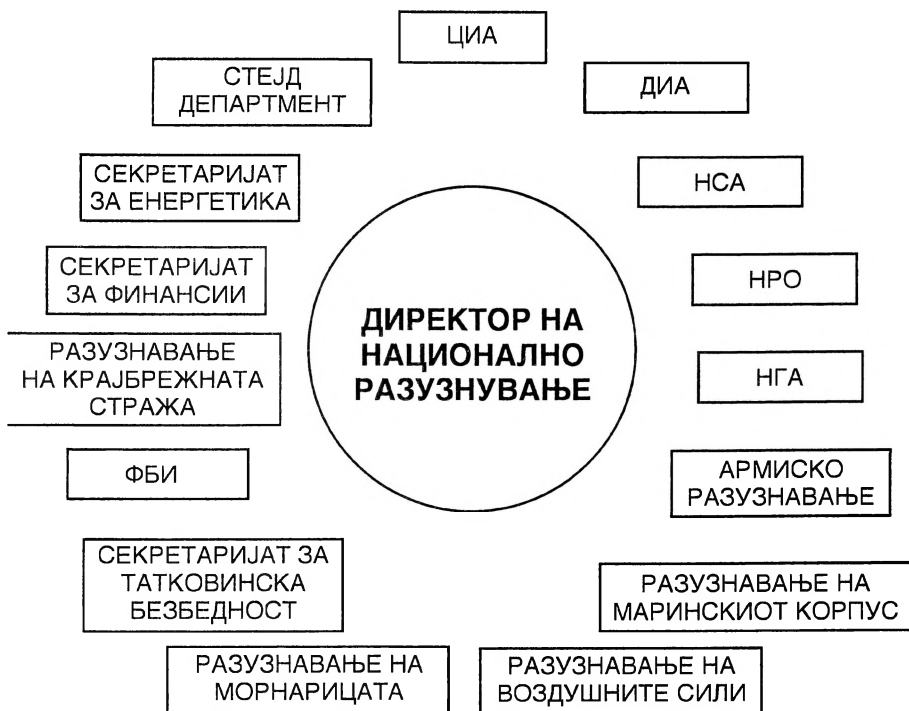 ЦИА
СТЕЈД
ДЕПАРТМЕНТ
ДИА
СЕКРЕТАРИЈАТ
ЗА ЕНЕРГЕТИКА
НСА
СЕКРЕТАРИЈАТ
ЗА ФИНАНСИИ
НРО
ДИРЕКТОР НА
НАЦИОНАЛНО
РАЗУЗНУВАЊЕ
РАЗУЗНАВАЊЕ
НА КРАЈБРЕЖНАТА
СТРАЖА
НГА
ФБИ
АРМИСКО
РАЗУЗНАВАЊЕ
СЕКРЕТАРИЈАТ ЗА
ТАТКОВИНСКА
БЕЗБЕДНОСТ
РАЗУЗНАВАЊЕ НА
МАРИНСКИОТ КОРПУС
РАЗУЗНАВАЊЕ НА
МОРНАРИЦАТА
РАЗУЗНАВАЊЕ НА
ВОЗДУШНИТЕ СИЛИ